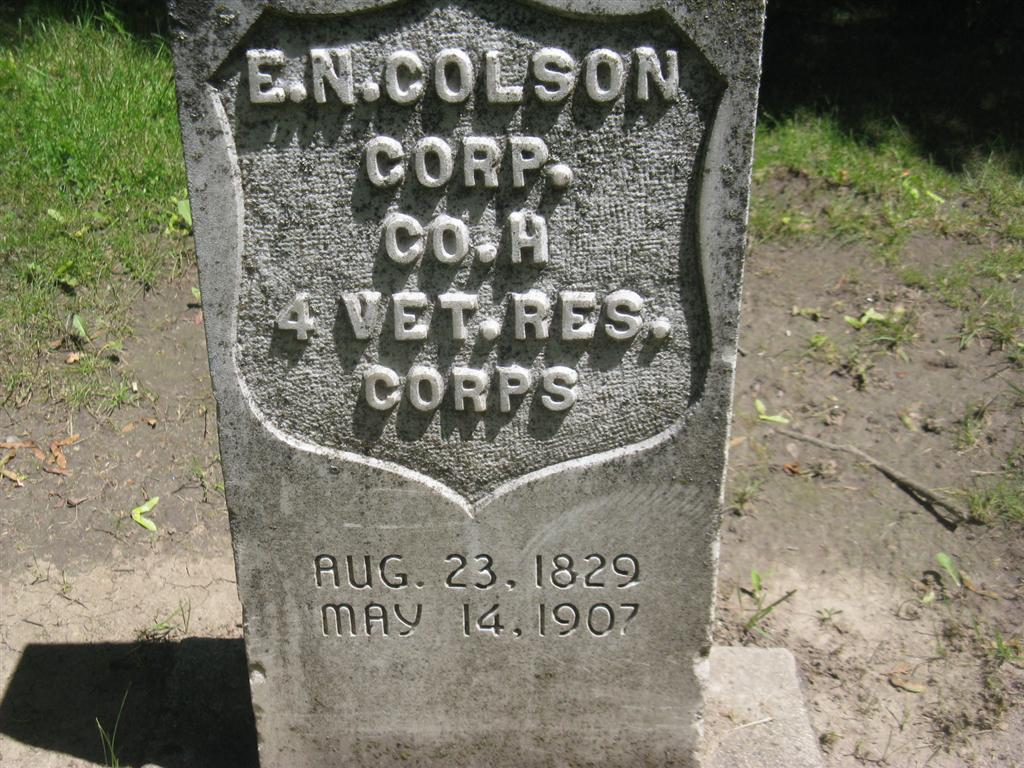 E.N.COLSON
CORP.
CO.H
4 VET.RES.
CORPS
AUG. 23, 1829
MAY 14, 1907